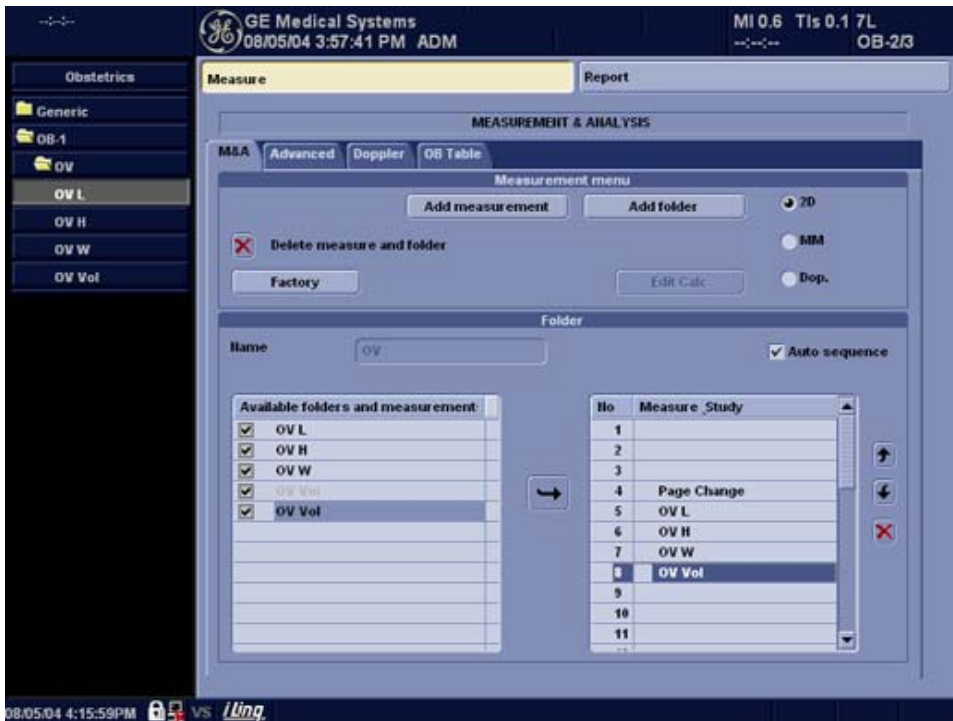 --:--:--
GE Medical Systems
08/05/04 3:57:41 PM ADM
MI 0.6 TIs 0.1 7L
--:--:-- OB-2/3
Obstetrics
Generic
OB-1
OV
OV L
OV H
OV W
OV Vol
Measure
Report
MEASUREMENT & ANALYSIS
M&A Advanced Doppler OB Table
Measurement menu
Add measurement Add folder 2D
Delete measure and folder MM
Factory Edit Calc Dop.
Folder
Name OV Auto sequence
Available folders and measurement
OV L
OV H
OV W
OV Vol
OV Vol
No Measure_Study
1
2
3
4 Page Change
5 OV L
6 OV H
7 OV W
8 OV Vol
9
10
11
08/05/04 4:15:59PM VS iLinq